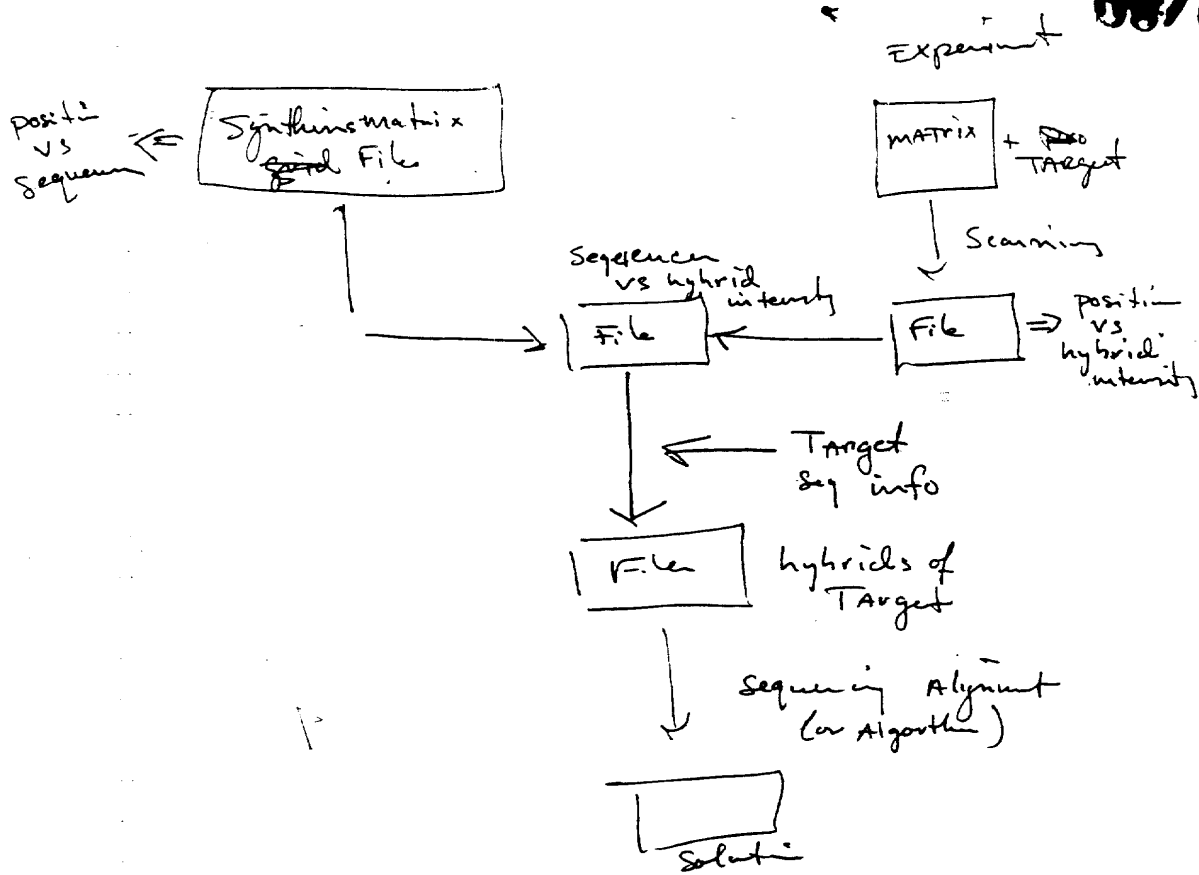 Experiment
position
vs
Sequence
Synthesis matrix
File
MATrix
+
TARget
Scanning
Sequences
vs hybrid
intensity
File
File
position
vs
hybrid
intensity
TArget
Seq info
Files
hybrids of
TArget
Sequencing Alignment
(or Algorithm)
Solution